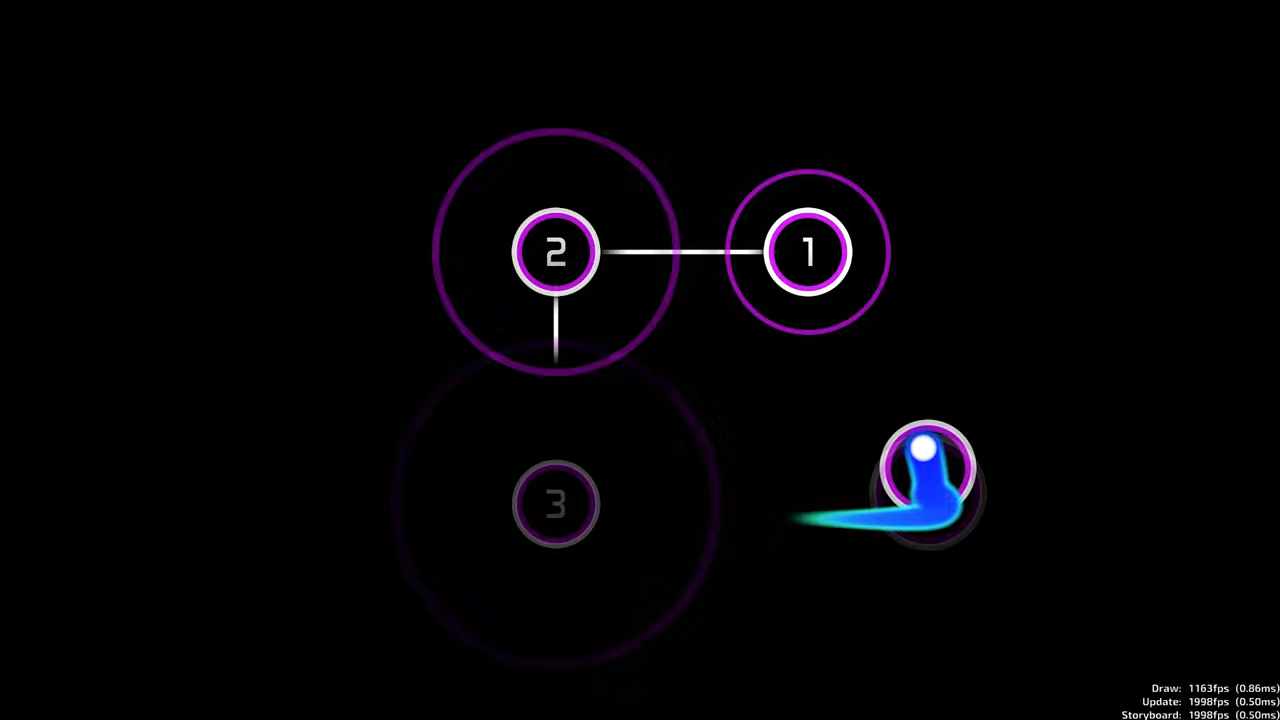 2
1
3
Draw: 1163fps (0.86ms)
Update: 1998fps (0.50ms)
Storyboard: 1998fps (0.50ms)